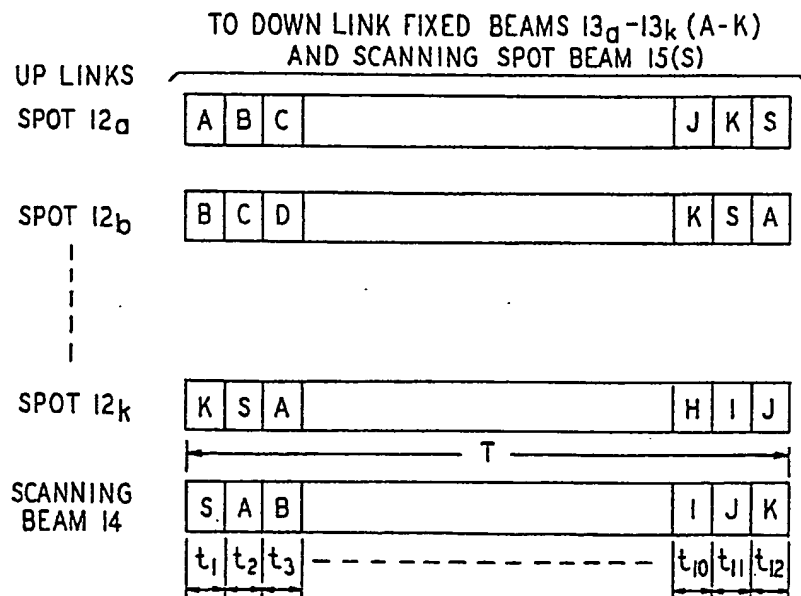 TO DOWN LINK FIXED BEAMS 13a-13k (A-K)
AND SCANNING SPOT BEAM 15(S)
UP LINKS
SPOT 12a A B C J K S
SPOT 12b B C D K S A
SPOT 12k K S A H I J
T
SCANNING
BEAM 14 S A B I J K
t1 t2 t3 t10 t11 t12